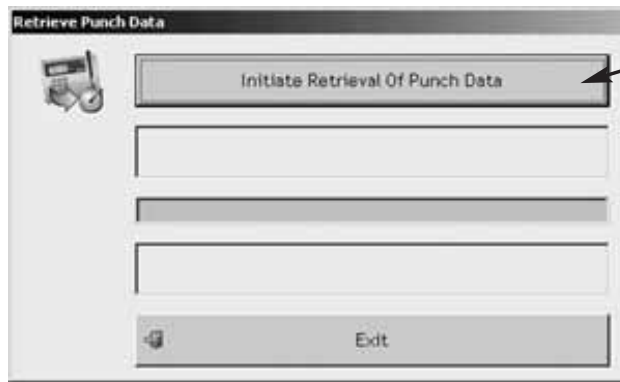 Retrieve Punch Data
Initiate Retrieval Of Punch Data
Exit